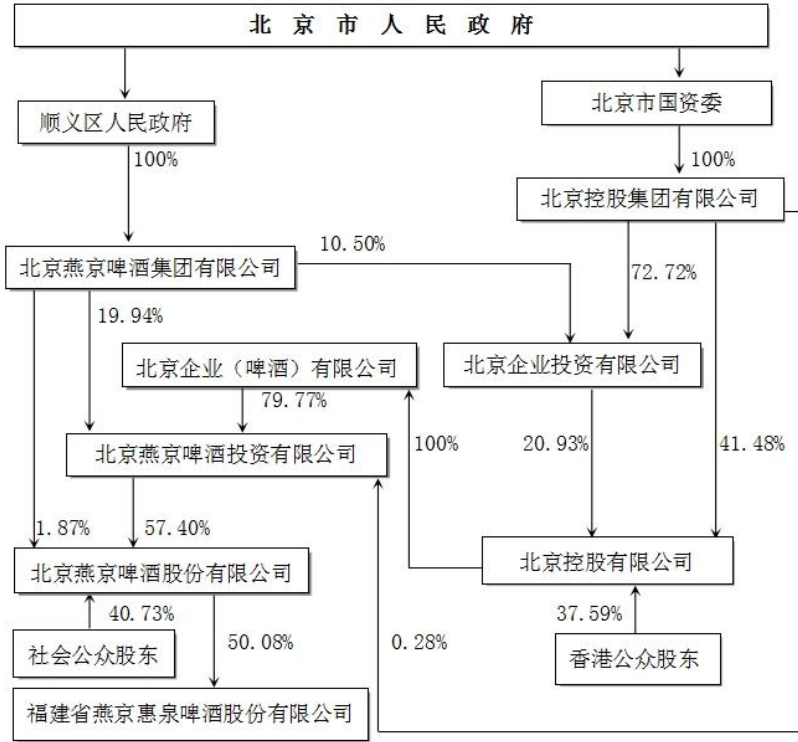 北京市人民政府
顺义区人民政府
北京市国资委
100%
100%
北京控股集团有限公司
10.50%
北京燕京啤酒集团有限公司
72.72%
19.94%
北京企业（啤酒）有限公司
北京企业投资有限公司
79.77%
北京燕京啤酒投资有限公司
100%
20.93%
41.48%
1.87%
57.40%
北京燕京啤酒股份有限公司
北京控股有限公司
40.73%
37.59%
社会公众股东
50.08%
0.28%
香港公众股东
福建省燕京惠泉啤酒股份有限公司